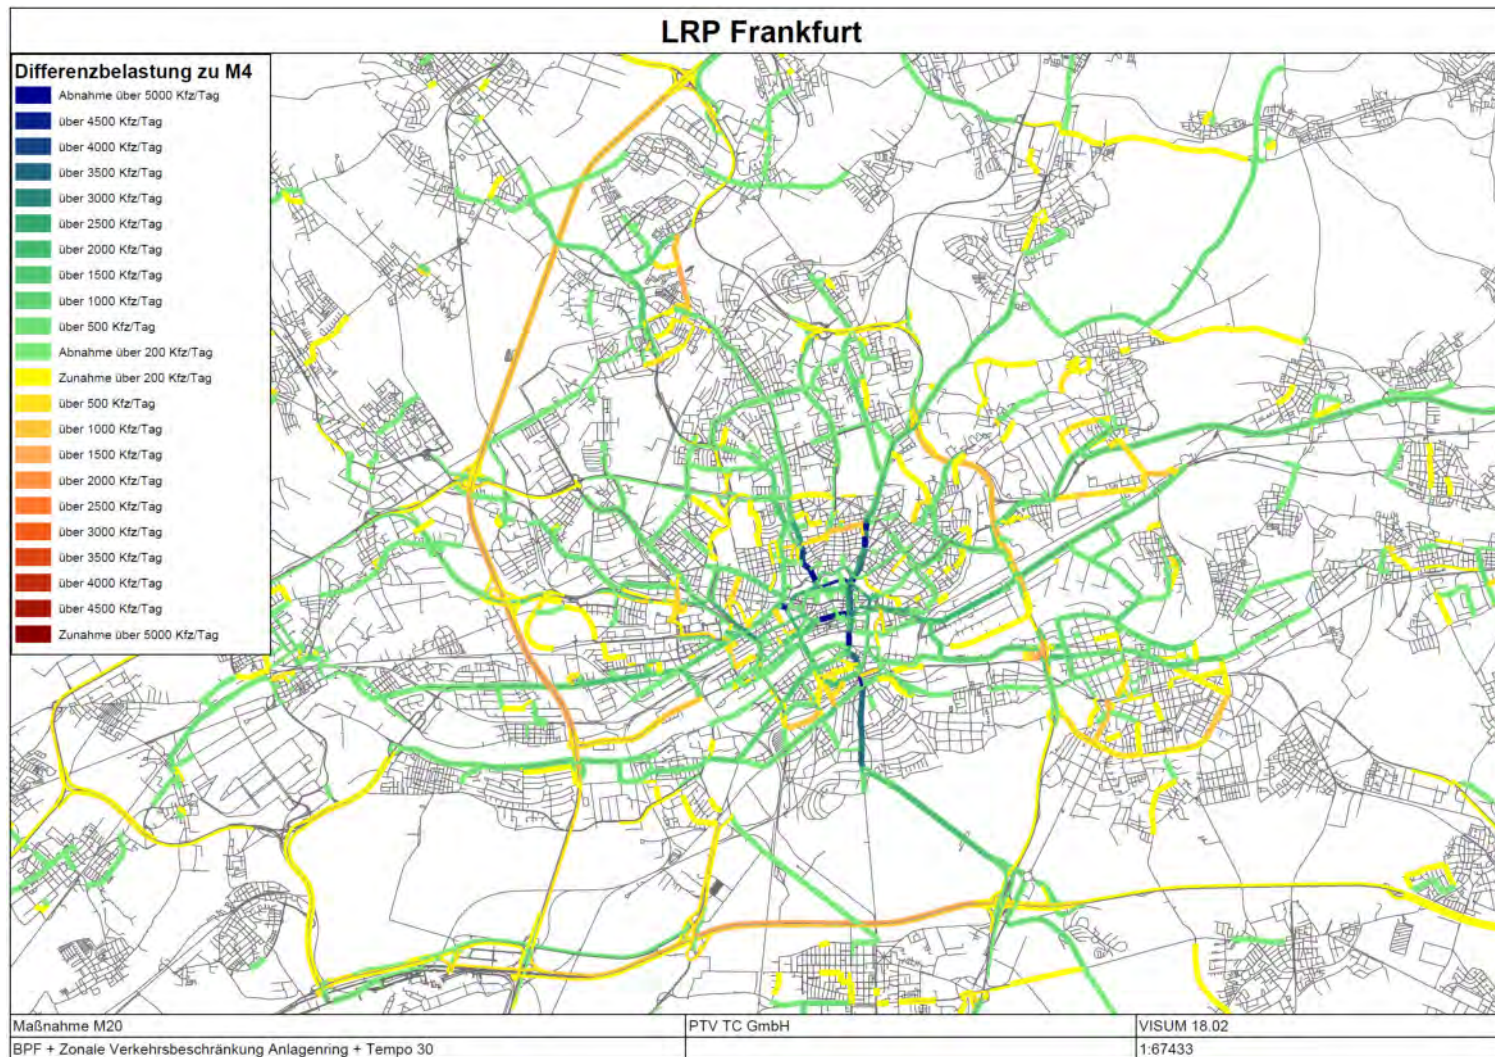 LRP Frankfurt
Differenzbelastung zu M4
Abnahme über 5000 Kfz/Tag
über 4500 Kfz/Tag
über 4000 Kfz/Tag
über 3500 Kfz/Tag
über 3000 Kfz/Tag
über 2500 Kfz/Tag
über 2000 Kfz/Tag
über 1500 Kfz/Tag
über 1000 Kfz/Tag
über 500 Kfz/Tag
Abnahme über 200 Kfz/Tag
Zunahme über 200 Kfz/Tag
über 500 Kfz/Tag
über 1000 Kfz/Tag
über 1500 Kfz/Tag
über 2000 Kfz/Tag
über 2500 Kfz/Tag
über 3000 Kfz/Tag
über 3500 Kfz/Tag
über 4000 Kfz/Tag
über 4500 Kfz/Tag
Zunahme über 5000 Kfz/Tag
Maßnahme M20
PTV TC GmbH
VISUM 18.02
BPF + Zonale Verkehrsbeschränkung Anlagenring + Tempo 30
1:67433